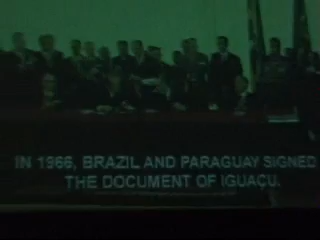 IN 1966, BRAZIL AND PARAGUAY SIGNED
THE DOCUMENT OF IGUAÇU.